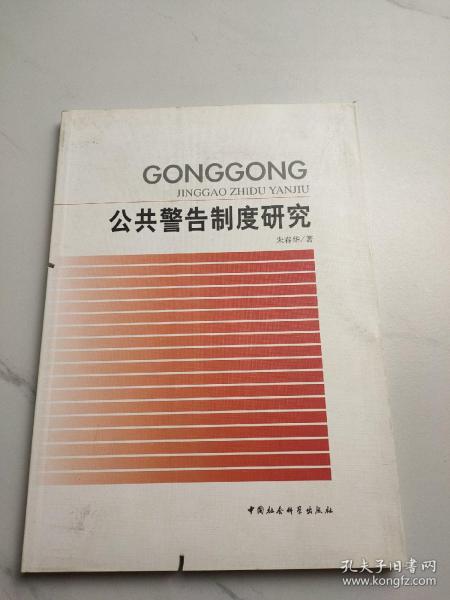 GONGGONG
JINGGAO ZHIDU YANJIU
公共警告制度研究
朱春华/著
中国社会科学出版社
孔夫子旧书网
www.kongfz.com